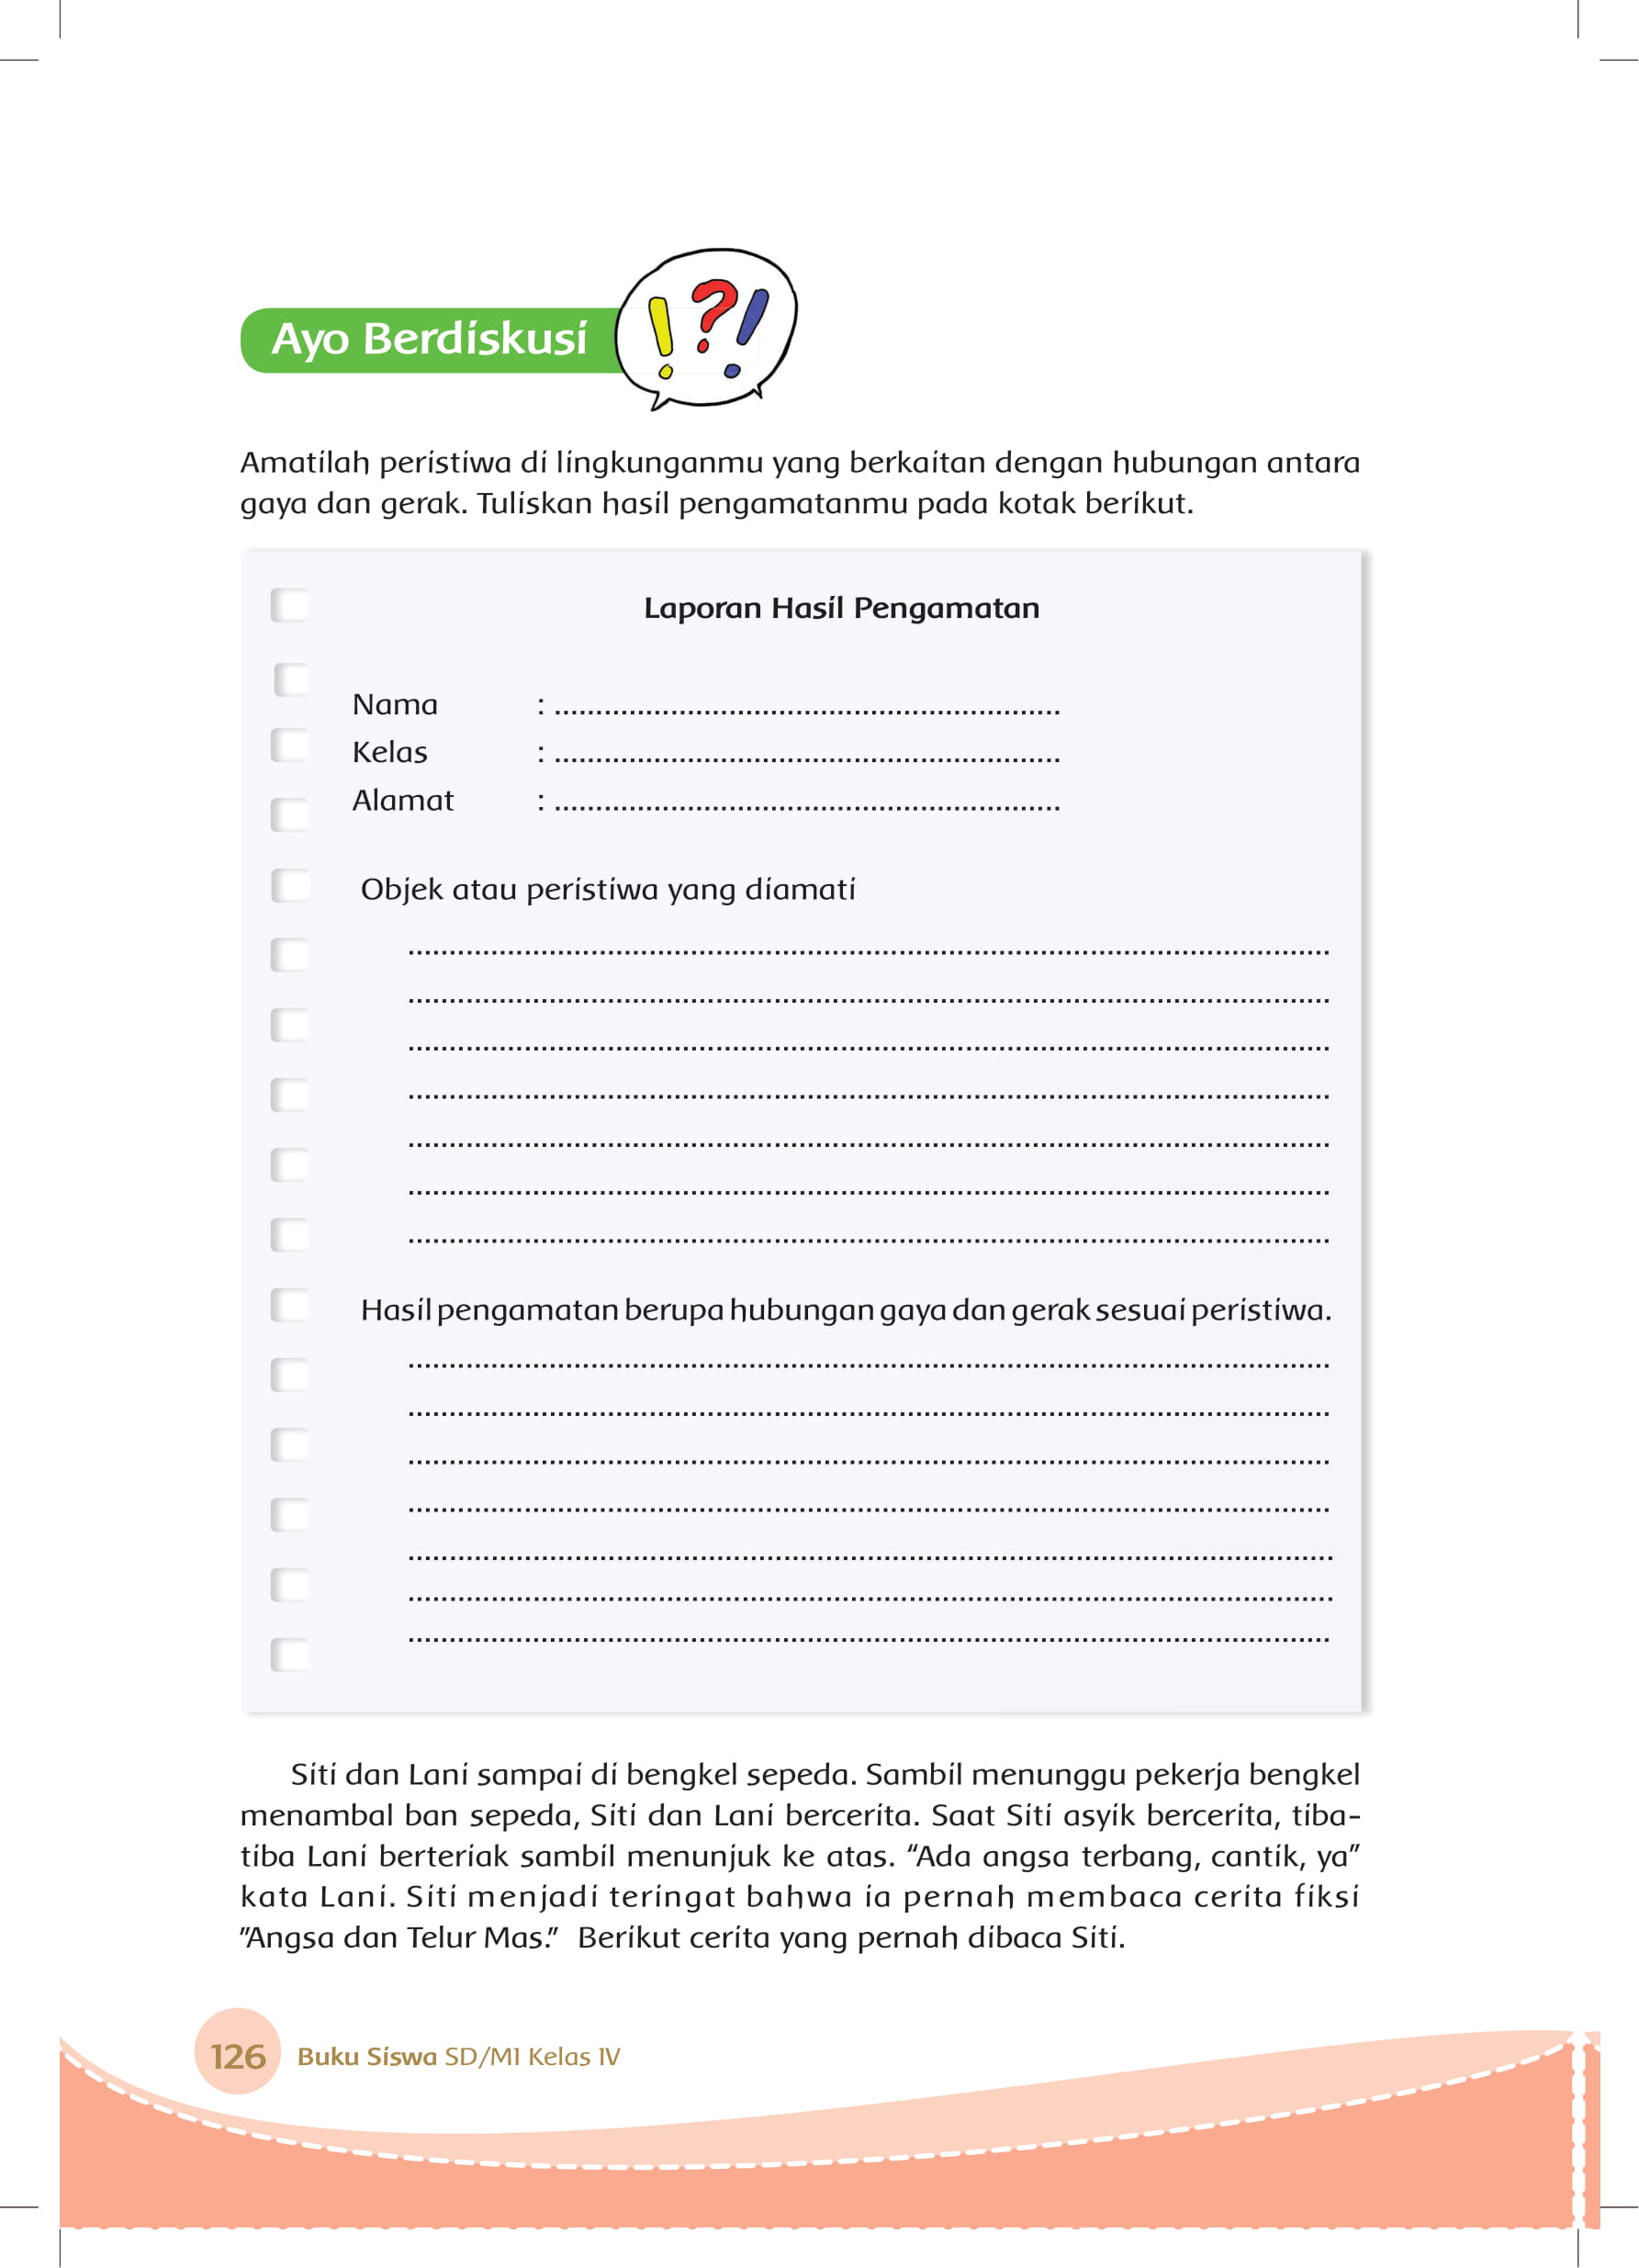 Ayo Berdiskusi
Amatilah peristiwa di lingkunganmu yang berkaitan dengan hubungan antara
gaya dan gerak. Tuliskan hasil pengamatanmu pada kotak berikut.
Laporan Hasil Pengamatan
Nama : .............................................................
Kelas : .............................................................
Alamat : .............................................................
Objek atau peristiwa yang diamati
Hasil pengamatan berupa hubungan gaya dan gerak sesuai peristiwa.
Siti dan Lani sampai di bengkel sepeda. Sambil menunggu pekerja bengkel
menambal ban sepeda, Siti dan Lani bercerita. Saat Siti asyik bercerita, tiba-
tiba Lani berteriak sambil menunjuk ke atas. “Ada angsa terbang, cantik, ya”
kata Lani. Siti menjadi teringat bahwa ia pernah membaca cerita fiksi
”Angsa dan Telur Mas.” Berikut cerita yang pernah dibaca Siti.
126 Buku Siswa SD/MI Kelas IV